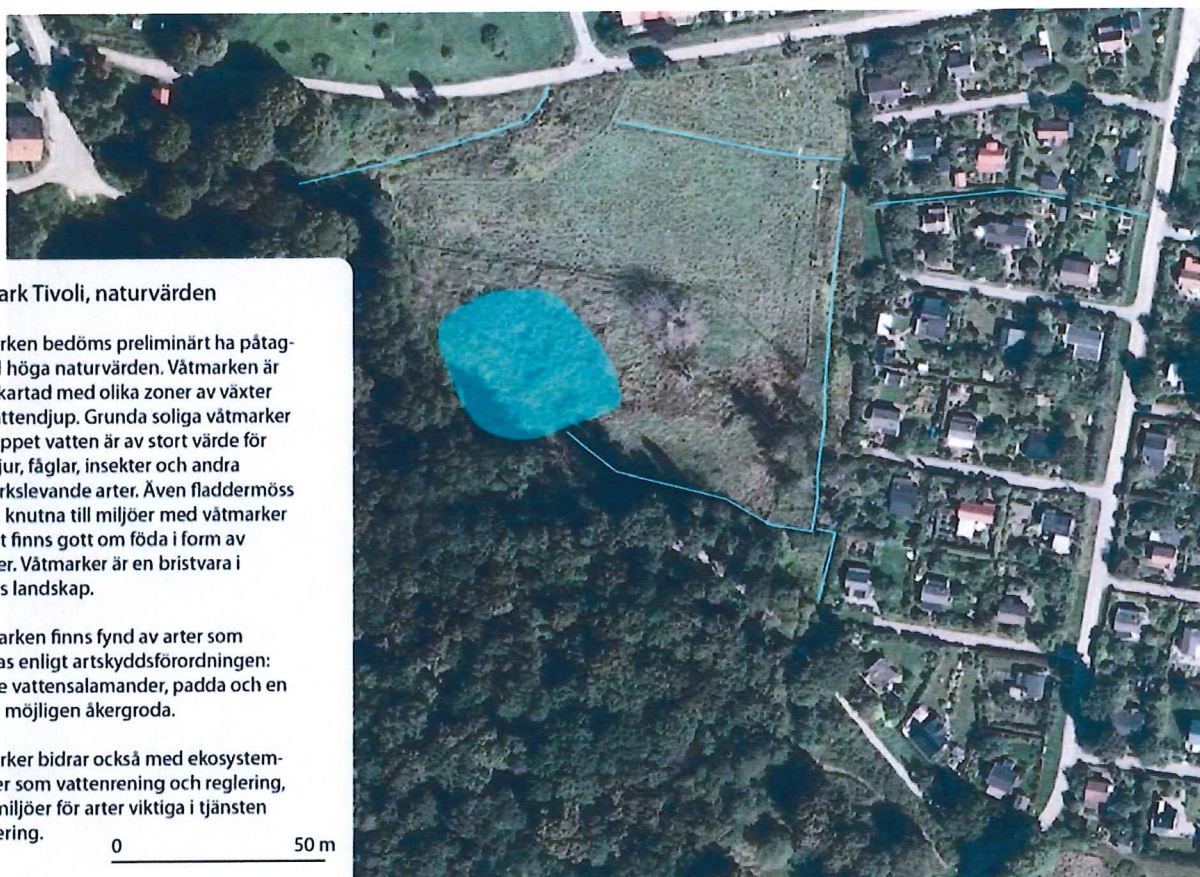 ark Tivoli, naturvärden
rken bedöms preliminärt ha påtag-
höga naturvärden. Våtmarken är
kartad med olika zoner av växter
ttendjup. Grunda soliga våtmarker
ppet vatten är av stort värde för
jur, fåglar, insekter och andra
rkslevande arter. Även fladdermöss
knutna till miljöer med våtmarker
t finns gott om föda i form av
er. Våtmarker är en bristvara i
s landskap.
arken finns fynd av arter som
as enligt artskyddsförordningen:
e vattensalamander, padda och en
möjligen åkergroda.
rker bidrar också med ekosystem-
er som vattenrening och reglering,
miljöer för arter viktiga i tjänsten
ering.
0 50 m